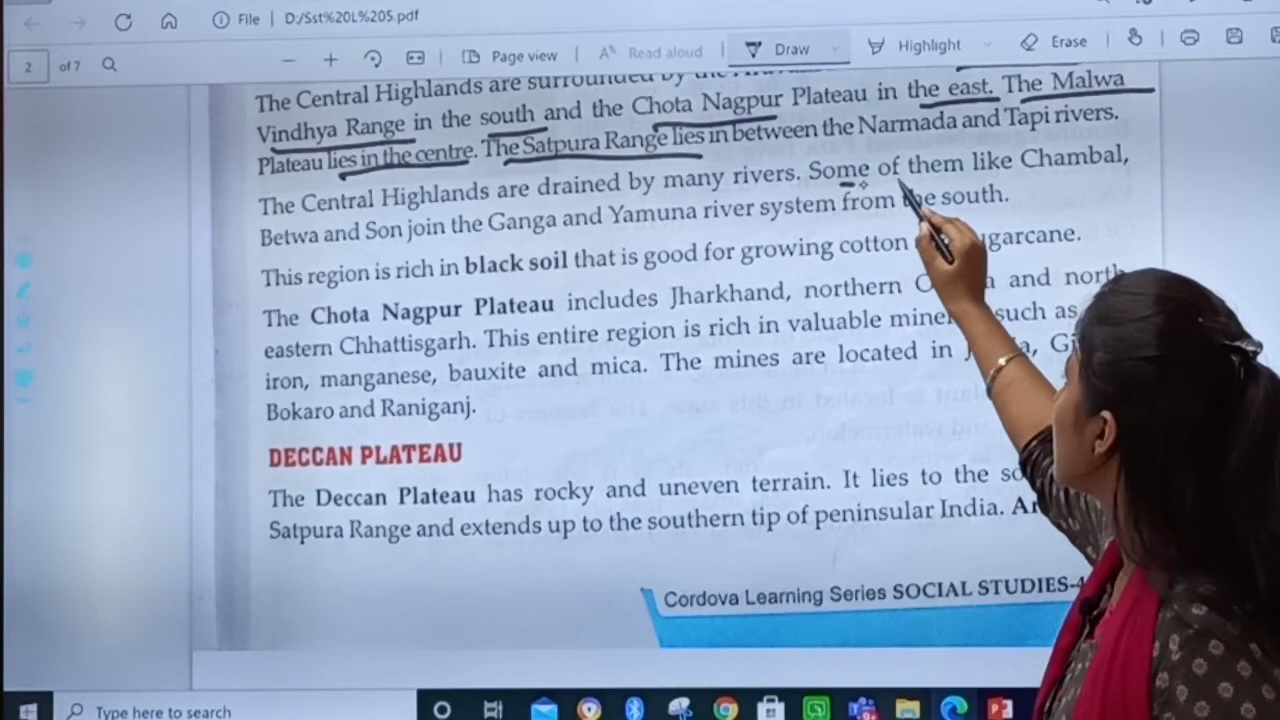 File | D:/Sst%20L%205.pdf
2 of 7 Page view Read aloud Draw Highlight Erase
The Central Highlands are surrounded by the
Vindhya Range in the south and the Chota Nagpur Plateau in the east. The Malwa
Plateau lies in the centre. The Satpura Range lies in between the Narmada and Tapi rivers.
The Central Highlands are drained by many rivers. Some of them like Chambal,
Betwa and Son join the Ganga and Yamuna river system from the south.
This region is rich in black soil that is good for growing cotton
The Chota Nagpur Plateau includes Jharkhand, northern and north
eastern Chhattisgarh. This entire region is rich in valuable such as
iron, manganese, bauxite and mica. The mines are located in
Bokaro and Raniganj.
DECCAN PLATEAU
The Deccan Plateau has rocky and uneven terrain. It lies to the
Satpura Range and extends up to the southern tip of peninsular India.
Cordova Learning Series SOCIAL STUDIES-4
Type here to search